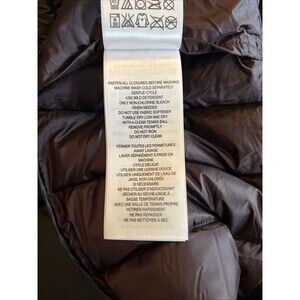 FASTEN ALL CLOSURES BEFORE WASHING
MACHINE WASH COLD SEPARATELY
GENTLE CYCLE
USE MILD DETERGENT
ONLY NON-CHLORINE BLEACH
WHEN NEEDED
DO NOT USE FABRIC SOFTENER
TUMBLE DRY LOW AND DRY
WITH A CLEAN TENNIS BALL
REMOVE PROMPTLY
DO NOT IRON
DO NOT DRY CLEAN
FERMER TOUTES LES FERMETURES
AVANT LAVAGE
LAVER SÉPARÉMENT À FROID EN
MACHINE
CYCLE DÉLICAT
UTILISER UNE LESSIVE DOUCE
UTILISER UNIQUEMENT DE L'EAU DE
JAVEL NON CHLORÉE
SI NÉCESSAIRE
NE PAS UTILISER D'ADOUCISSANT
SÉCHER AU SÈCHE-LINGE À
BASSE TEMPÉRATURE
AVEC UNE BALLE DE TENNIS PROPRE
RETIRER RAPIDEMENT
NE PAS REPASSER
NE PAS NETTOYER À SEC